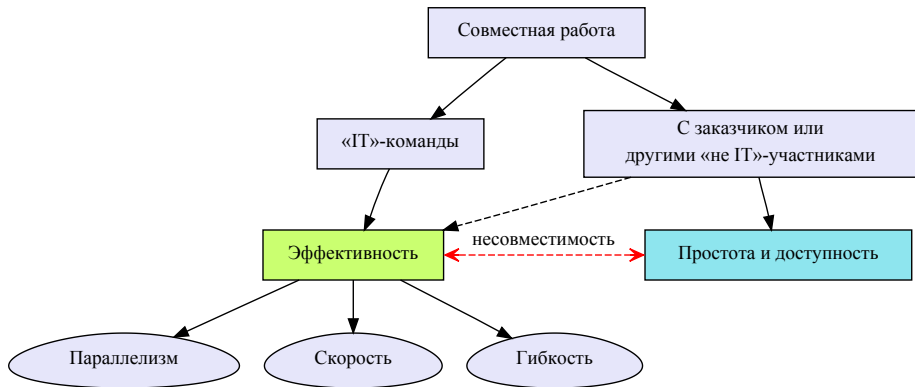 Совместная работа
«IT»-команды
С заказчиком или
другими «не IT»-участниками
несовместимость
Эффективность
Простота и доступность
Параллелизм
Скорость
Гибкость